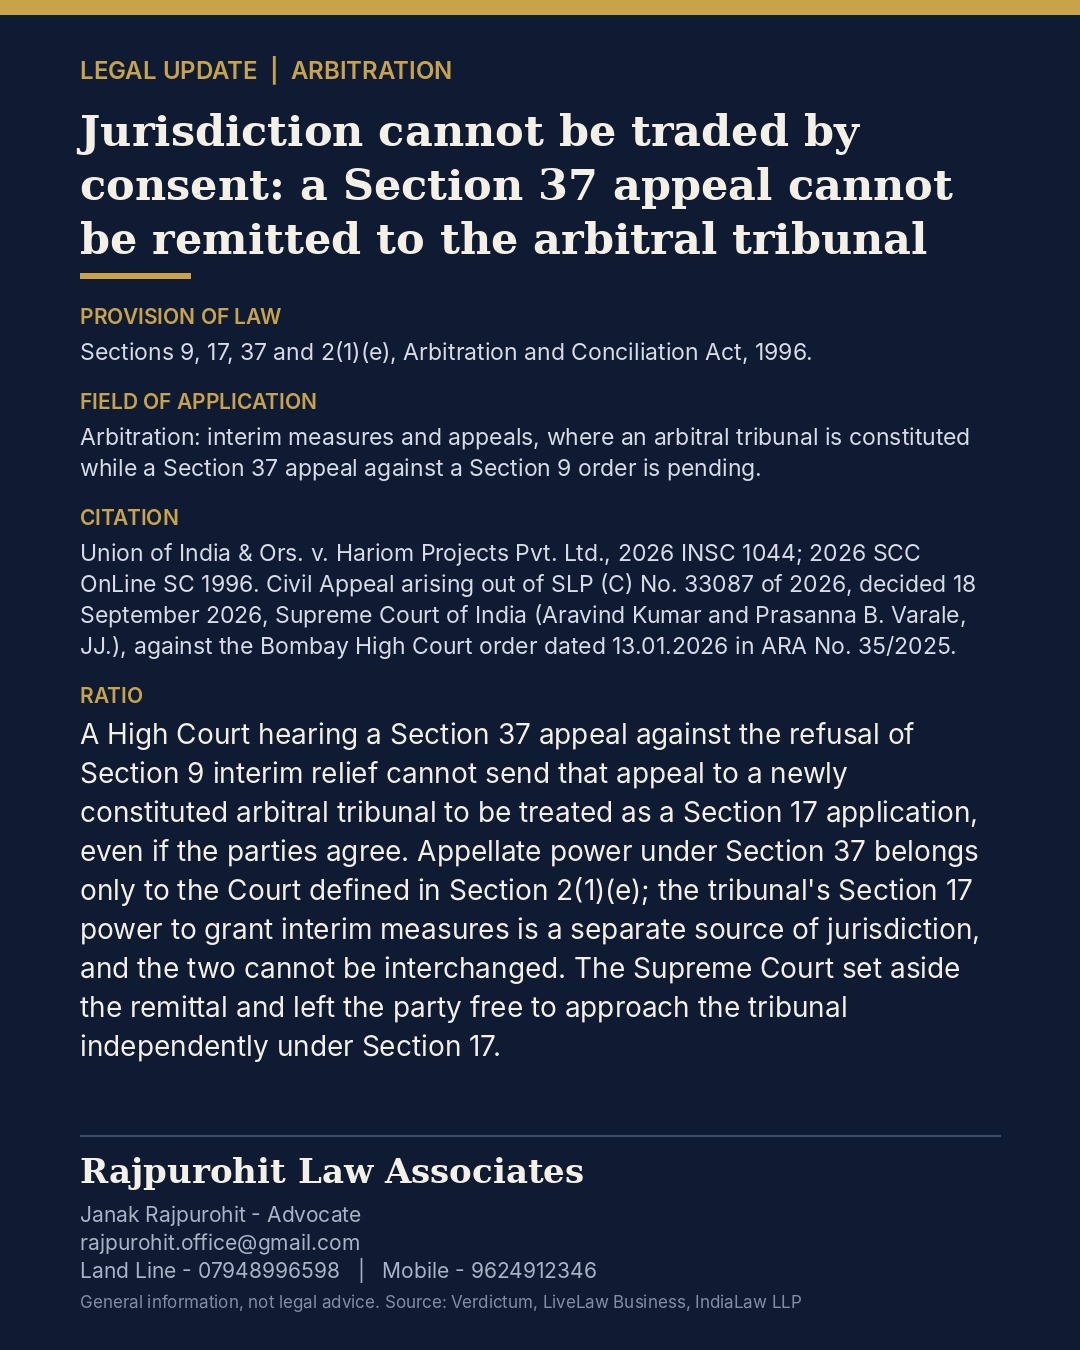 LEGAL UPDATE | ARBITRATION
Jurisdiction cannot be traded by
consent: a Section 37 appeal cannot
be remitted to the arbitral tribunal
PROVISION OF LAW
Sections 9, 17, 37 and 2(1)(e), Arbitration and Conciliation Act, 1996.
FIELD OF APPLICATION
Arbitration: interim measures and appeals, where an arbitral tribunal is constituted
while a Section 37 appeal against a Section 9 order is pending.
CITATION
Union of India & Ors. v. Hariom Projects Pvt. Ltd., 2026 INSC 1044; 2026 SCC
OnLine SC 1996. Civil Appeal arising out of SLP (C) No. 33087 of 2026, decided 18
September 2026, Supreme Court of India (Aravind Kumar and Prasanna B. Varale,
JJ.), against the Bombay High Court order dated 13.01.2026 in ARA No. 35/2025.
RATIO
A High Court hearing a Section 37 appeal against the refusal of
Section 9 interim relief cannot send that appeal to a newly
constituted arbitral tribunal to be treated as a Section 17 application,
even if the parties agree. Appellate power under Section 37 belongs
only to the Court defined in Section 2(1)(e); the tribunal's Section 17
power to grant interim measures is a separate source of jurisdiction,
and the two cannot be interchanged. The Supreme Court set aside
the remittal and left the party free to approach the tribunal
independently under Section 17.
Rajpurohit Law Associates
Janak Rajpurohit - Advocate
rajpurohit.office@gmail.com
Land Line - 07948996598 | Mobile - 9624912346
General information, not legal advice. Source: Verdictum, LiveLaw Business, IndiaLaw LLP